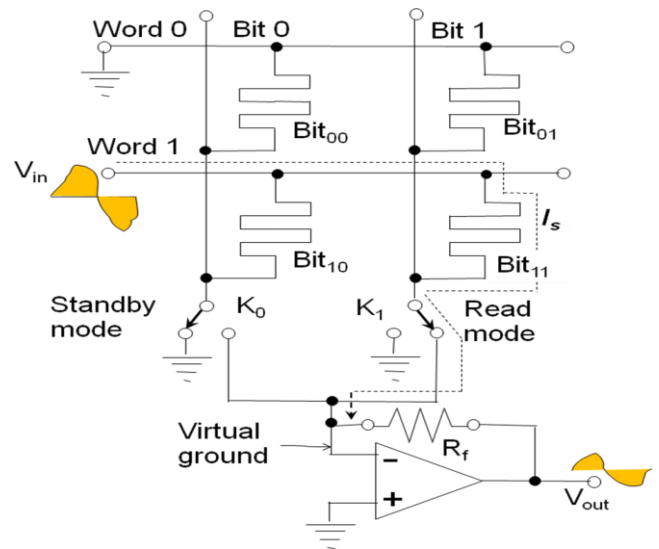 Word 0 Bit 0 Bit 1
Bit00 Bit01
Word 1
Vin
Is
Bit10 Bit11
Standby mode
K0 K1
Read mode
Virtual ground
Rf
−
+
Vout